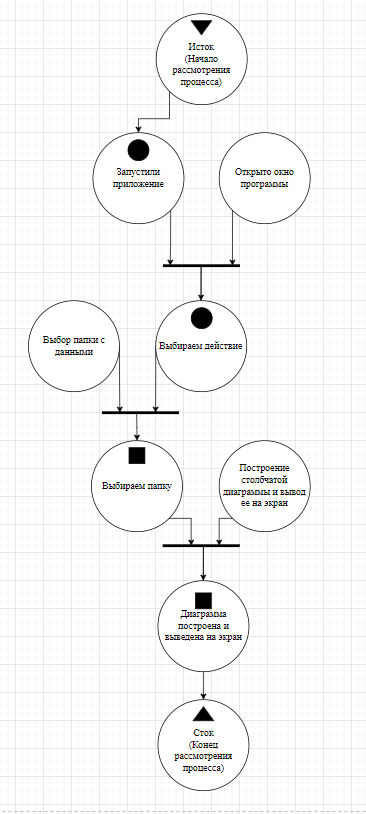 Исток
(Начало
рассмотрения
процесса)
Запустили
приложение
Открыто окно
программы
Выбор папки с
данными
Выбираем действие
Выбираем папку
Построение
столбчатой
диаграммы и вывод
ее на экран
Диаграмма
построена и
выведена на экран
Сток
(Конец
рассмотрения
процесса)